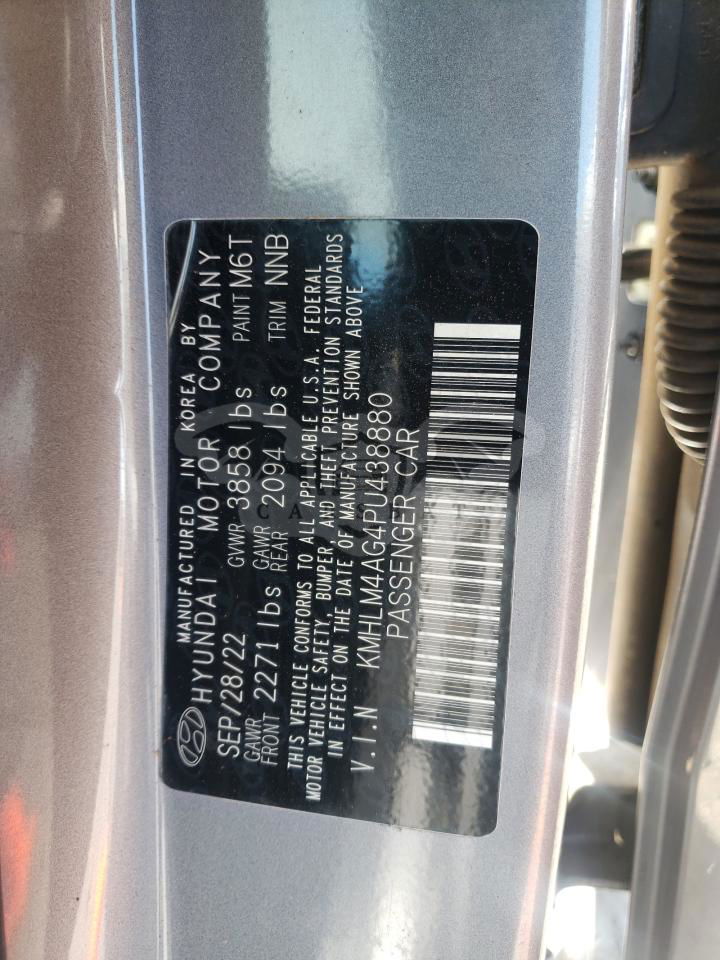 MANUFACTURED IN KOREA BY
HYUNDAI MOTOR COMPANY
SEP/28/22 GVWR 3858 lbs PAINT M6T
GAWR FRONT 2271 lbs GAWR REAR 2094 lbs TRIM NNB
THIS VEHICLE CONFORMS TO ALL APPLICABLE U.S.A. FEDERAL
MOTOR VEHICLE SAFETY, BUMPER, AND THEFT PREVENTION STANDARDS
IN EFFECT ON THE DATE OF MANUFACTURE SHOWN ABOVE
V.I.N KMHLM4AG4PU438880
PASSENGER CAR